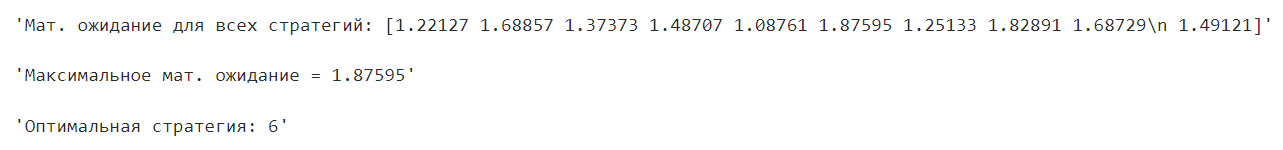 'Мат. ожидание для всех стратегий: [1.22127 1.68857 1.37373 1.48707 1.08761 1.87595 1.25133 1.82891 1.68729\n 1.49121]'
'Максимальное мат. ожидание = 1.87595'
'Оптимальная стратегия: 6'